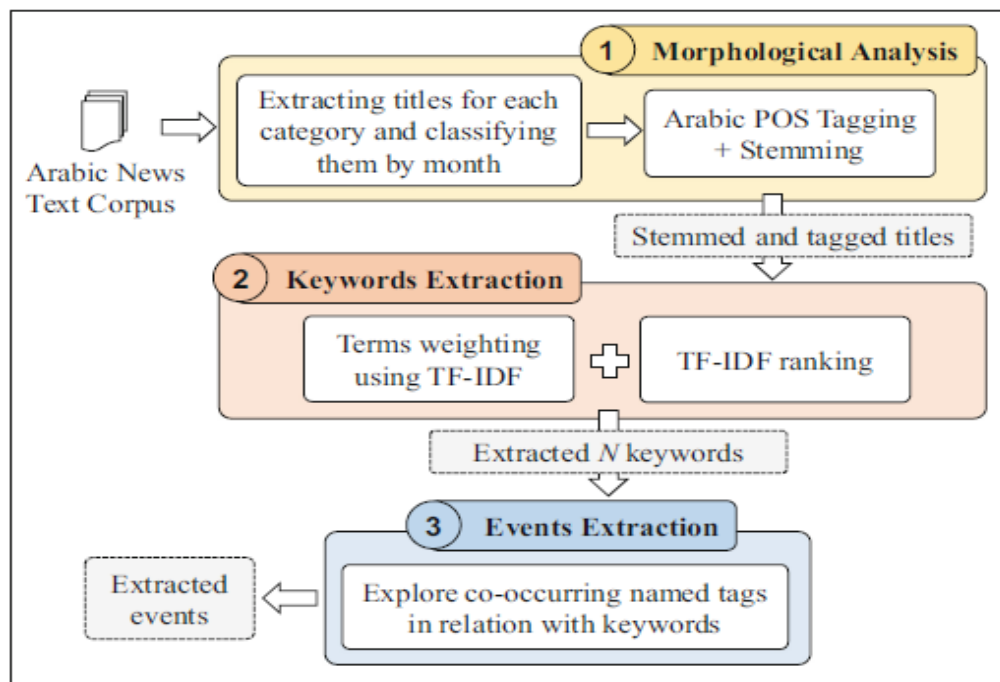 1 Morphological Analysis
Arabic News
Text Corpus
Extracting titles for each
category and classifying
them by month
Arabic POS Tagging
+ Stemming
Stemmed and tagged titles
2 Keywords Extraction
Terms weighting
using TF-IDF
TF-IDF ranking
Extracted N keywords
3 Events Extraction
Explore co-occurring named tags
in relation with keywords
Extracted
events